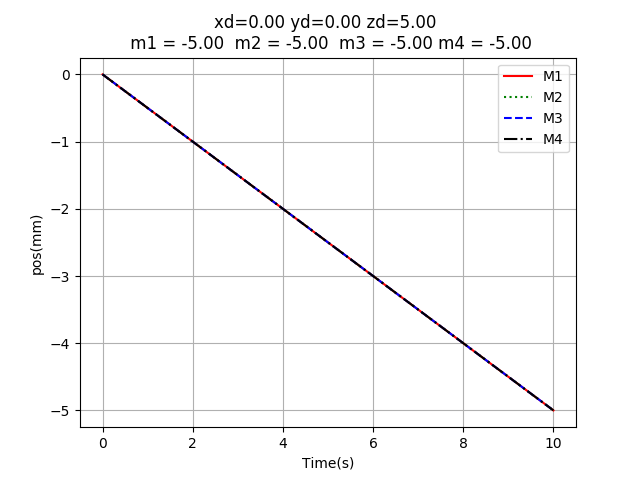 xd=0.00 yd=0.00 zd=5.00
m1 = -5.00 m2 = -5.00 m3 = -5.00 m4 = -5.00
M1
M2
M3
M4
0
−1
−2
−3
−4
−5
pos(mm)
0 2 4 6 8 10
Time(s)